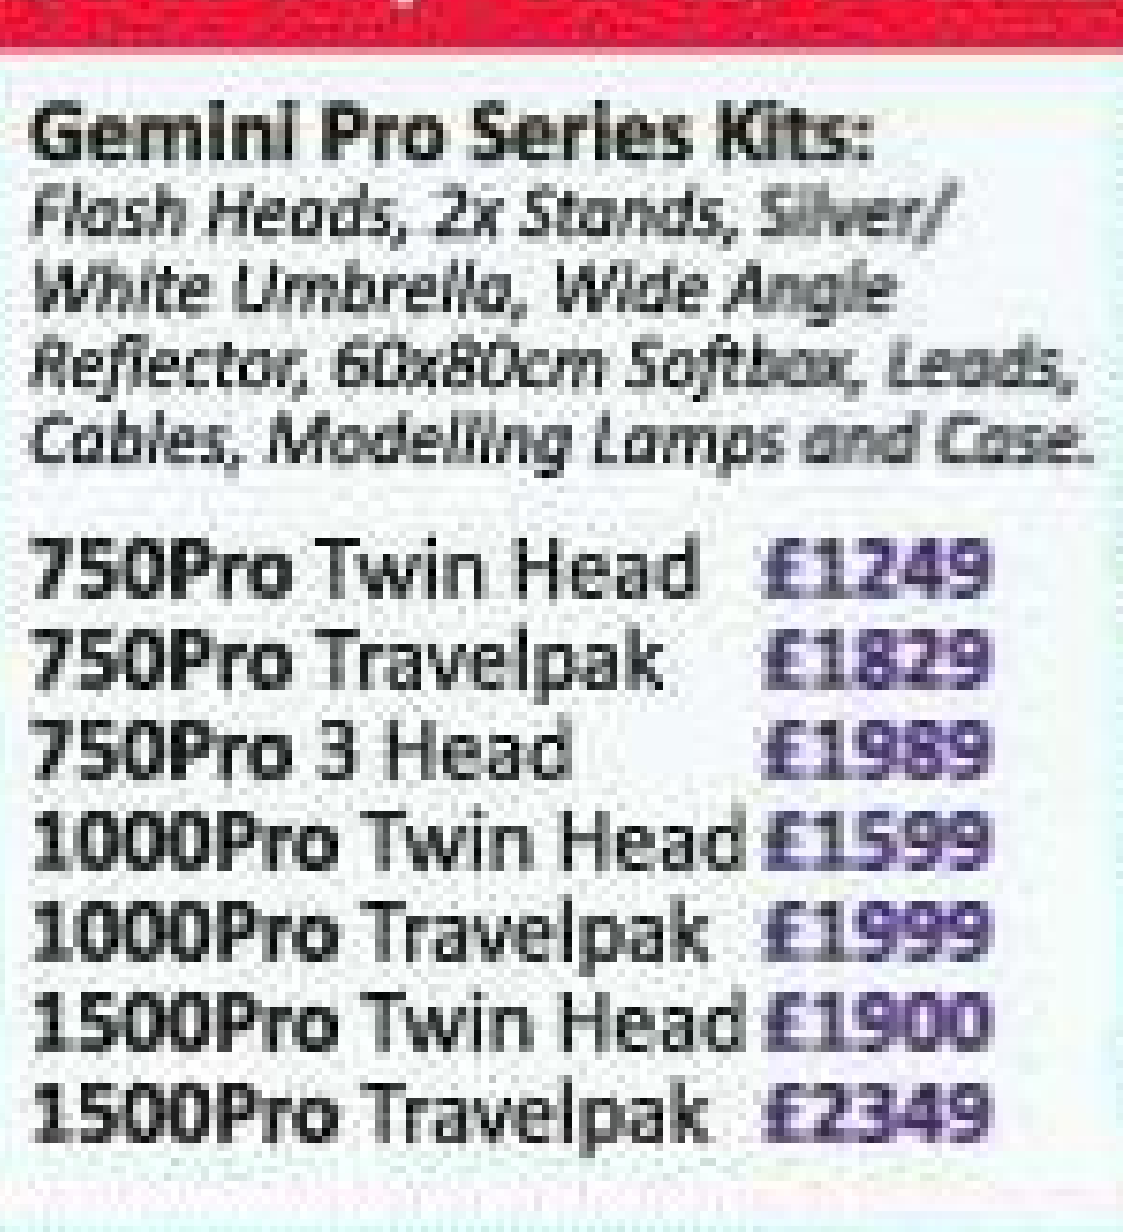 Gemini Pro Series Kits:
Flash Heads, 2x Stands, Silver/
White Umbrella, Wide Angle
Reflector, 60x80cm Softbox, Leads,
Cables, Modelling Lamps and Case.
750Pro Twin Head £1249
750Pro Travelpak £1829
750Pro 3 Head £1989
1000Pro Twin Head £1599
1000Pro Travelpak £1999
1500Pro Twin Head £1900
1500Pro Travelpak £2349